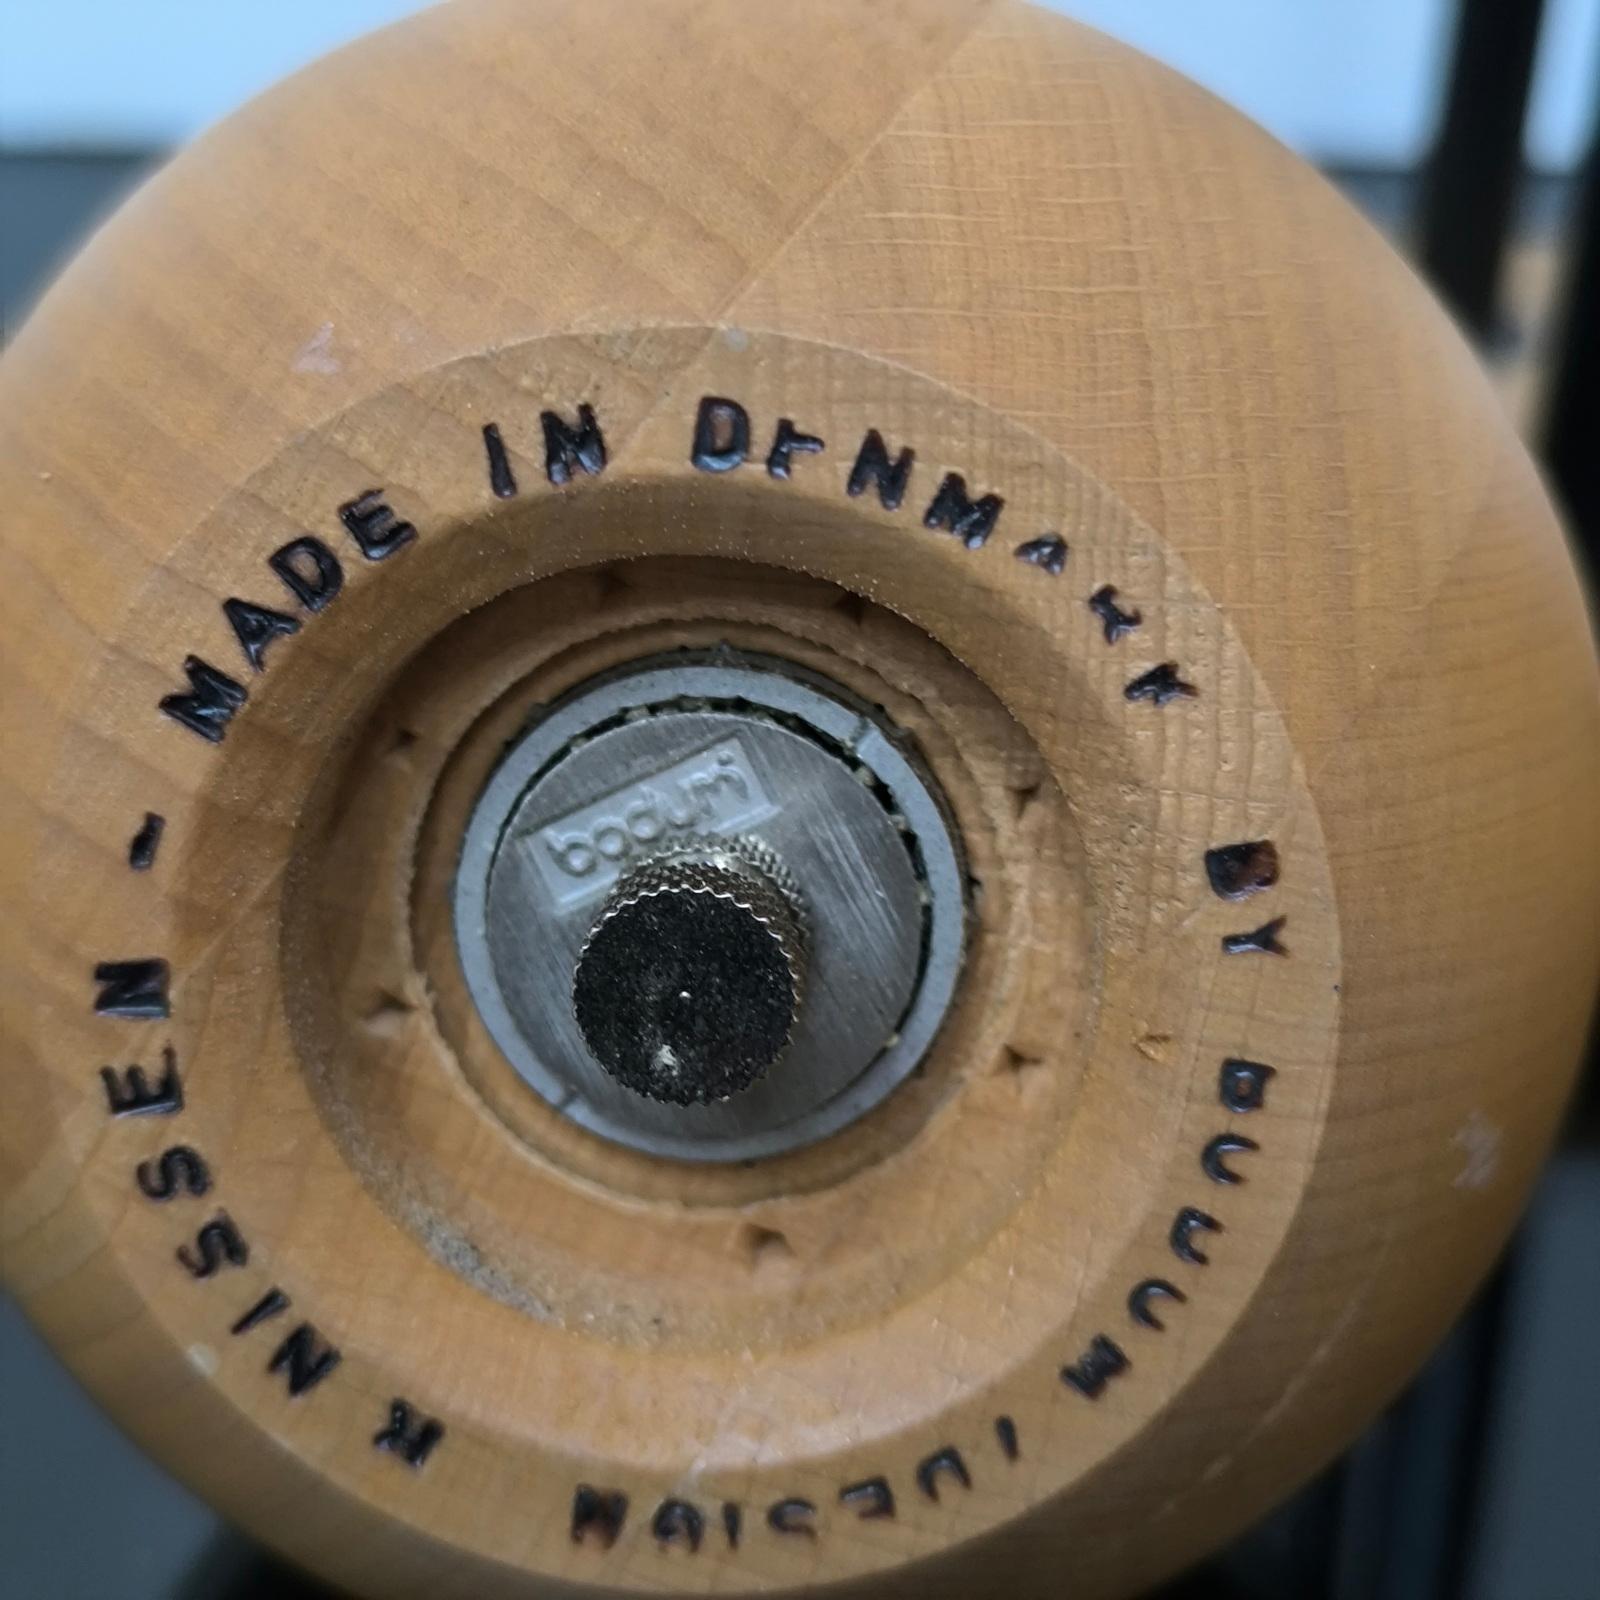 MADE IN DENMARK BY BODUM / DESIGN R NISSEN -
bodum